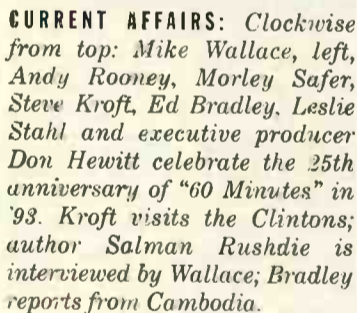 CURRENT AFFAIRS: Clockwise
from top: Mike Wallace, left,
Andy Rooney, Morley Safer,
Steve Kroft, Ed Bradley, Leslie
Stahl and executive producer
Don Hewitt celebrate the 25th
anniversary of "60 Minutes" in
'93. Kroft visits the Clintons;
author Salman Rushdie is
interviewed by Wallace; Bradley
reports from Cambodia.